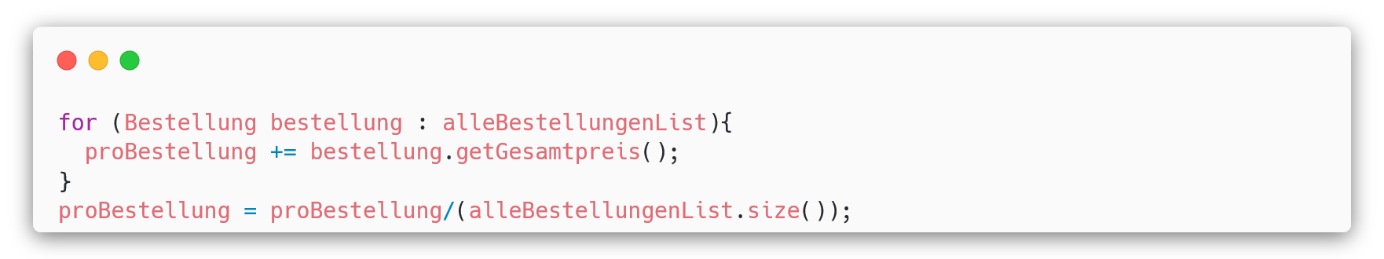 for (Bestellung bestellung : alleBestellungenList){
  proBestellung += bestellung.getGesamtpreis();
}
proBestellung = proBestellung/(alleBestellungenList.size());